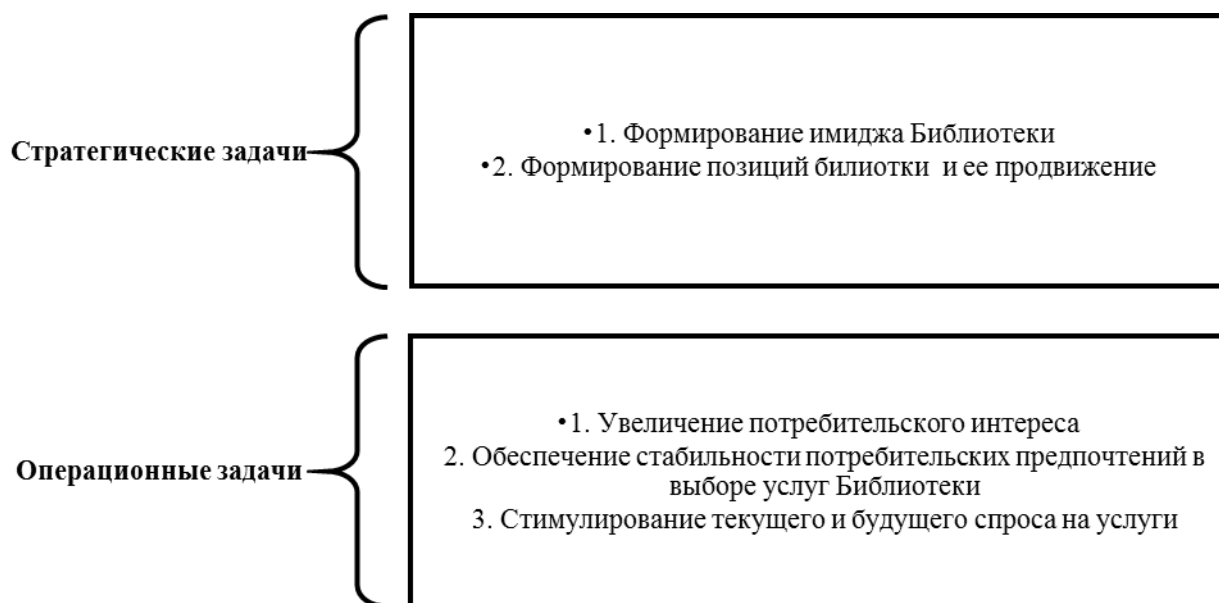 Стратегические задачи
•1. Формирование имиджа Библиотеки
•2. Формирование позиций билиотки и ее продвижение
Операционные задачи
•1. Увеличение потребительского интереса
2. Обеспечение стабильности потребительских предпочтений в
выборе услуг Библиотеки
3. Стимулирование текущего и будущего спроса на услуги